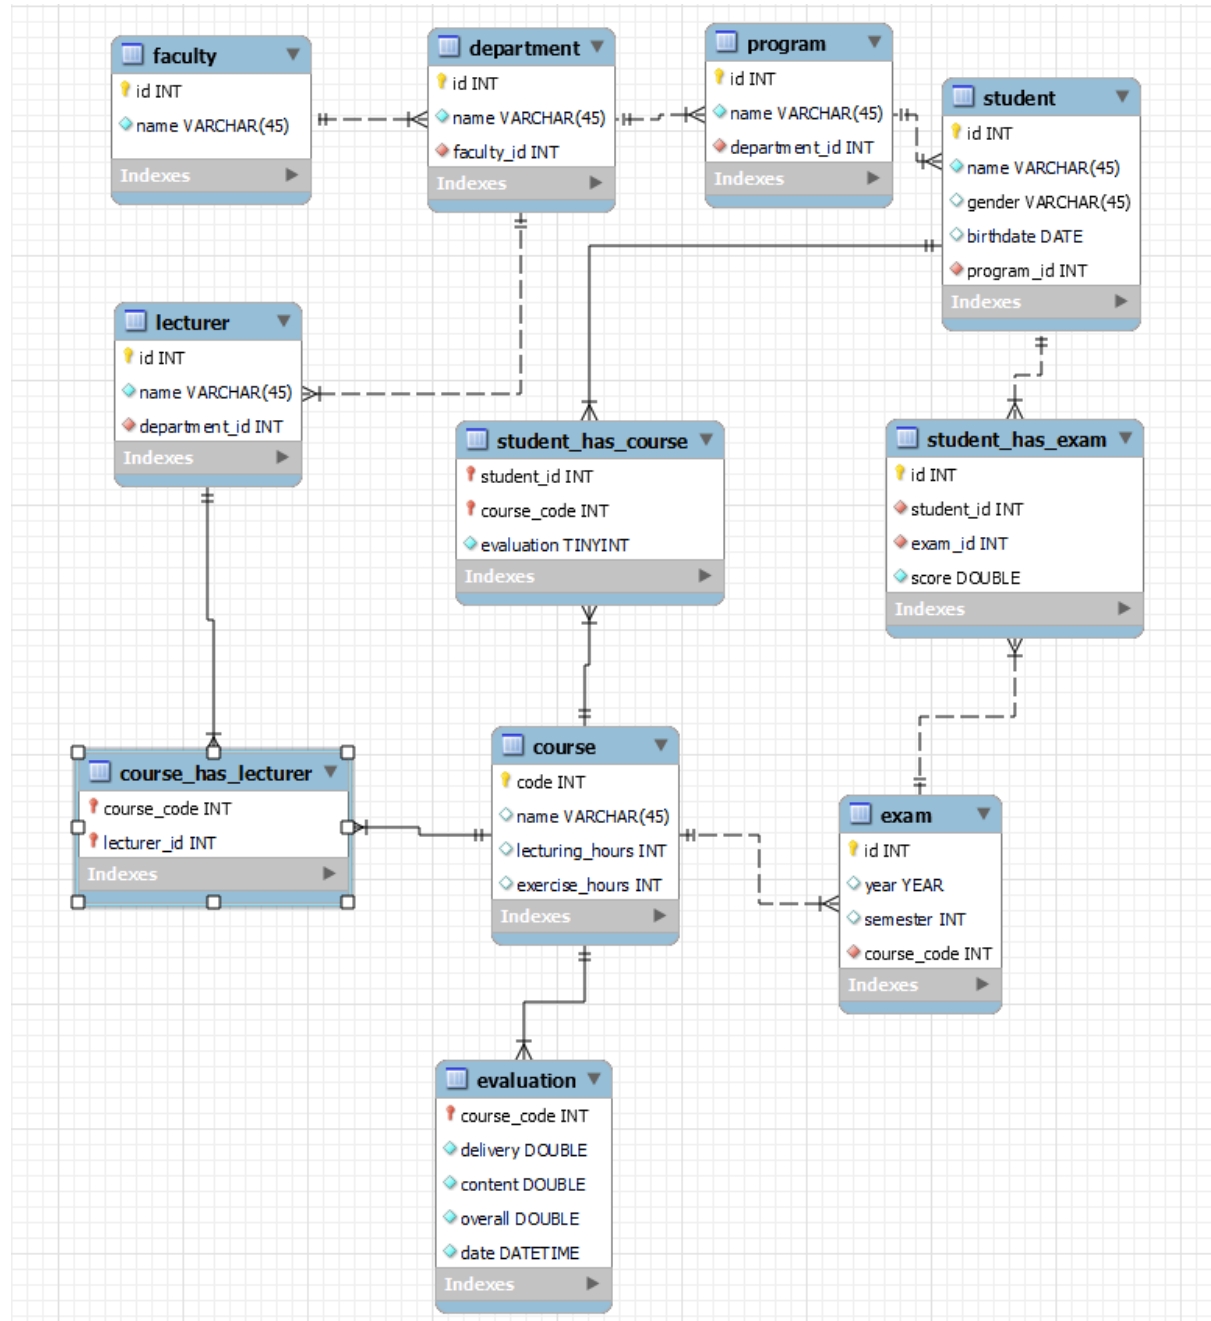 faculty
id INT
name VARCHAR(45)
Indexes
department
id INT
name VARCHAR(45)
faculty_id INT
Indexes
program
id INT
name VARCHAR(45)
department_id INT
Indexes
student
id INT
name VARCHAR(45)
gender VARCHAR(45)
birthdate DATE
program_id INT
Indexes
lecturer
id INT
name VARCHAR(45)
department_id INT
Indexes
student_has_course
student_id INT
course_code INT
evaluation TINYINT
Indexes
student_has_exam
id INT
student_id INT
exam_id INT
score DOUBLE
Indexes
course_has_lecturer
course_code INT
lecturer_id INT
Indexes
course
code INT
name VARCHAR(45)
lecturing_hours INT
exercise_hours INT
Indexes
exam
id INT
year YEAR
semester INT
course_code INT
Indexes
evaluation
course_code INT
delivery DOUBLE
content DOUBLE
overall DOUBLE
date DATETIME
Indexes